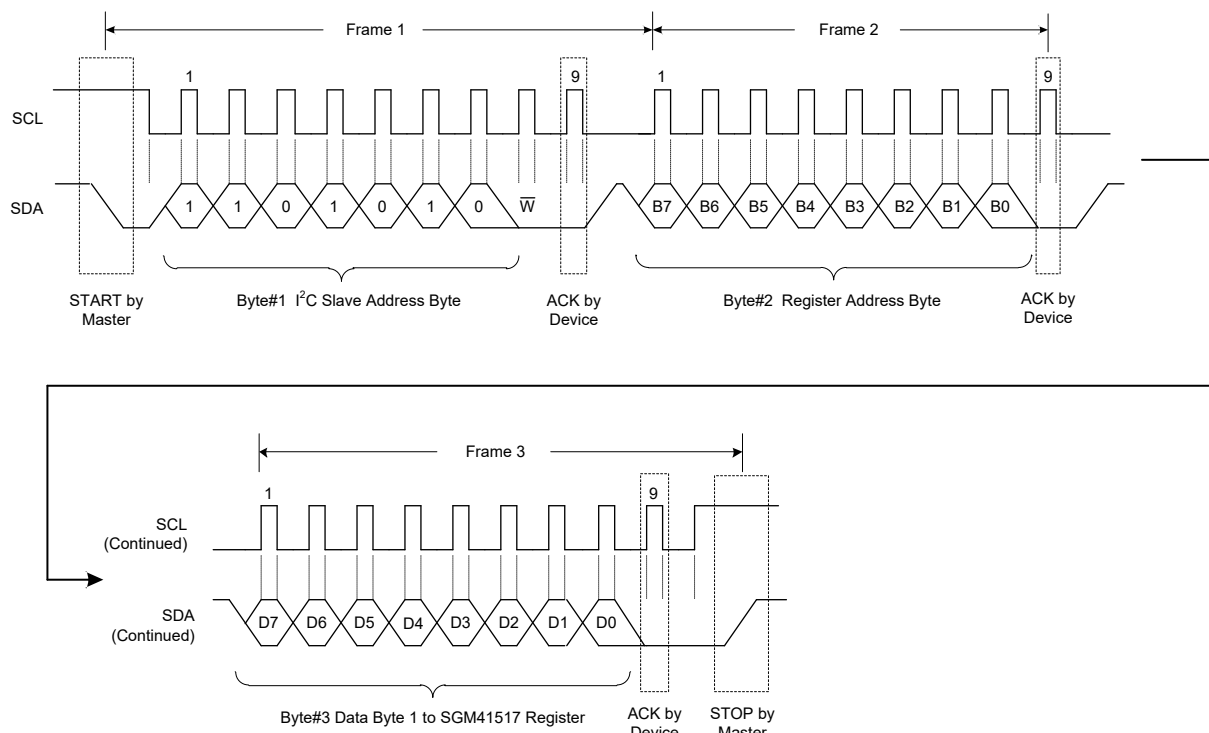 Frame 1
Frame 2
1
9
1
9
SCL
SDA
1 1 0 1 0 1 0 W̅
B7 B6 B5 B4 B3 B2 B1 B0
START by
Master
Byte#1 I²C Slave Address Byte
ACK by
Device
Byte#2 Register Address Byte
ACK by
Device
Frame 3
1
9
SCL
(Continued)
SDA
(Continued)
D7 D6 D5 D4 D3 D2 D1 D0
Byte#3 Data Byte 1 to SGM41517 Register
ACK by
Device
STOP by
Master